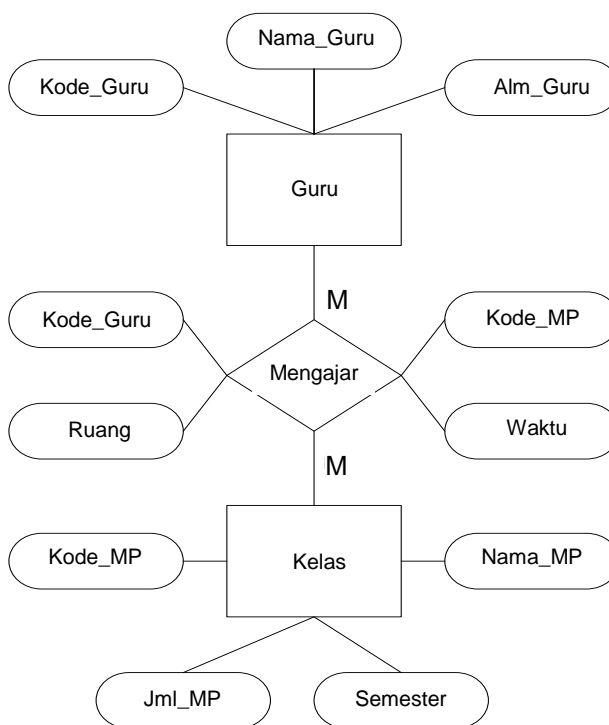 Nama_Guru
Kode_Guru
Alm_Guru
Guru
M
Kode_Guru
Kode_MP
Mengajar
Ruang
Waktu
M
Kode_MP
Kelas
Nama_MP
Jml_MP
Semester